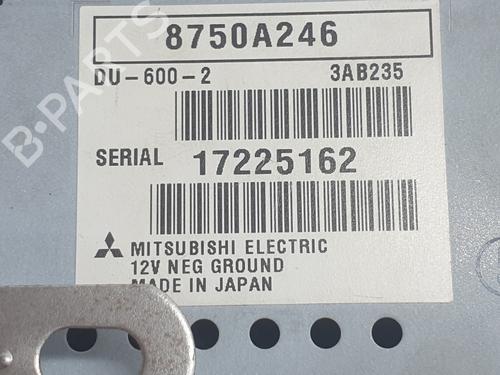 8750A246
DU-600-2 3AB235
SERIAL 17225162
MITSUBISHI ELECTRIC
12V NEG GROUND
MADE IN JAPAN
B-PARTS